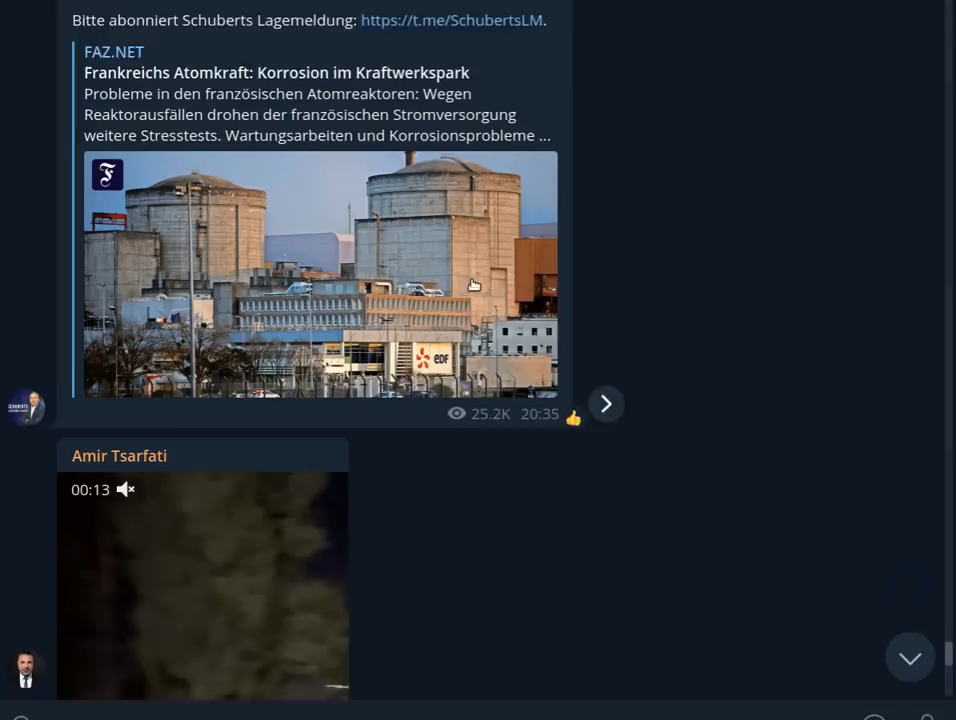 Bitte abonniert Schuberts Lagemeldung: https://t.me/SchubertsLM.
FAZ.NET
Frankreichs Atomkraft: Korrosion im Kraftwerkspark
Probleme in den französischen Atomreaktoren: Wegen
Reaktorausfällen drohen der französischen Stromversorgung
weitere Stresstests. Wartungsarbeiten und Korrosionsprobleme ...
F
eDF
25.2K 20:35
Amir Tsarfati
00:13